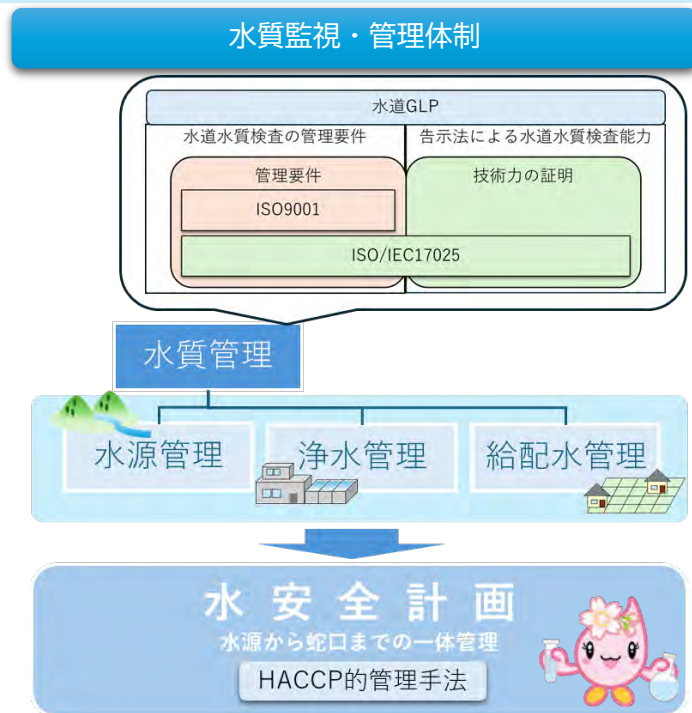 水質監視・管理体制
水道GLP
水道水質検査の管理要件
告示法による水道水質検査能力
管理要件
技術力の証明
ISO9001
ISO/IEC17025
水質管理
水源管理
浄水管理
給配水管理
水安全計画
水源から蛇口までの一体管理
HACCP的管理手法